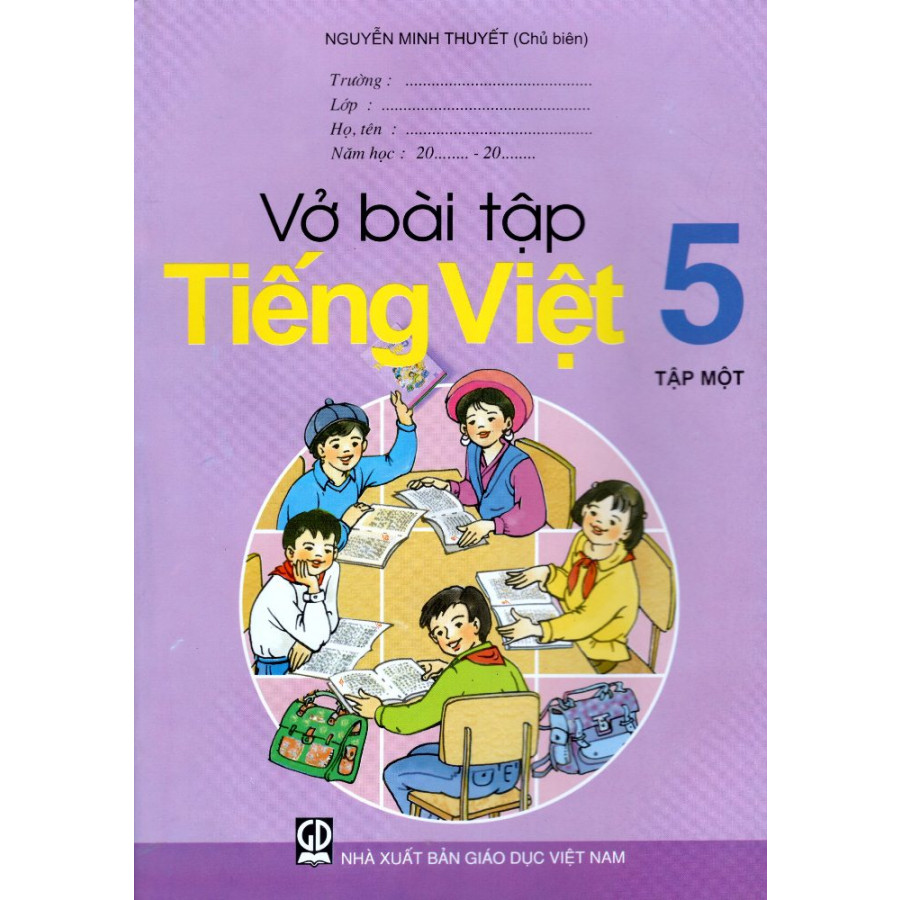 NGUYỄN MINH THUYẾT (Chủ biên)
Trường : ............................................
Lớp : .................................................
Họ, tên : ............................................
Năm học : 20........ - 20........
Vở bài tập
Tiếng Việt 5
TẬP MỘT
GD
NHÀ XUẤT BẢN GIÁO DỤC VIỆT NAM